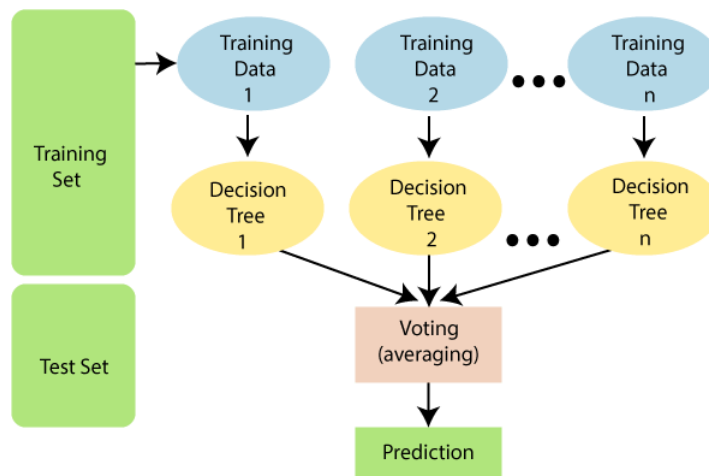 Training
Set
Test Set
Training
Data
1
Training
Data
2
Training
Data
n
Decision
Tree
1
Decision
Tree
2
Decision
Tree
n
Voting
(averaging)
Prediction